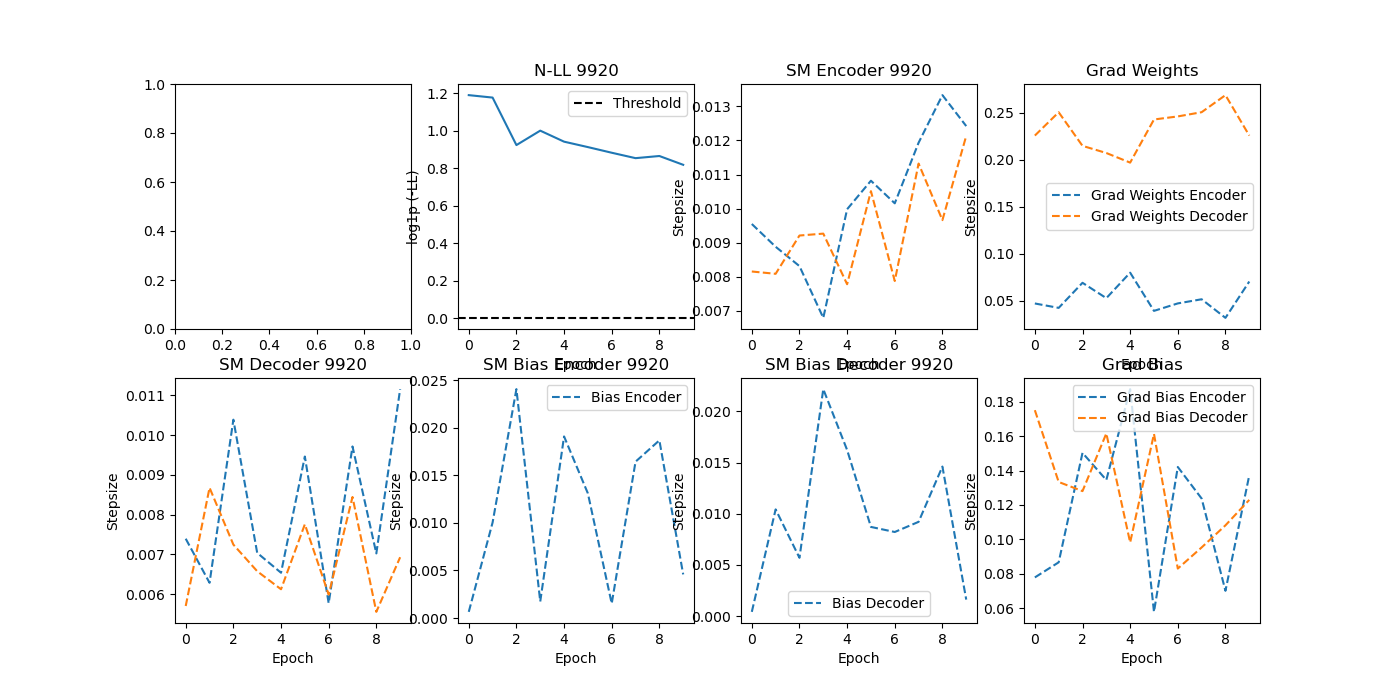 1.0
0.8
0.6
0.4
0.2
0.0
0.0 0.2 0.4 0.6 0.8 1.0
N-LL 9920
log1p (-LL)
1.2
1.0
0.8
0.6
0.4
0.2
0.0
Threshold
0 2 4 6 8
Epoch
SM Encoder 9920
Stepsize
0.013
0.012
0.011
0.010
0.009
0.008
0.007
0 2 4 6 8
Epoch
Grad Weights
Stepsize
0.25
0.20
0.15
0.10
0.05
Grad Weights Encoder
Grad Weights Decoder
0 2 4 6 8
Epoch
SM Decoder 9920
Stepsize
0.011
0.010
0.009
0.008
0.007
0.006
0 2 4 6 8
Epoch
SM Bias Encoder 9920
Stepsize
0.025
0.020
0.015
0.010
0.005
0.000
Bias Encoder
0 2 4 6 8
Epoch
SM Bias Decoder 9920
Stepsize
0.020
0.015
0.010
0.005
0.000
Bias Decoder
0 2 4 6 8
Epoch
Grad Bias
Stepsize
0.18
0.16
0.14
0.12
0.10
0.08
0.06
Grad Bias Encoder
Grad Bias Decoder
0 2 4 6 8
Epoch